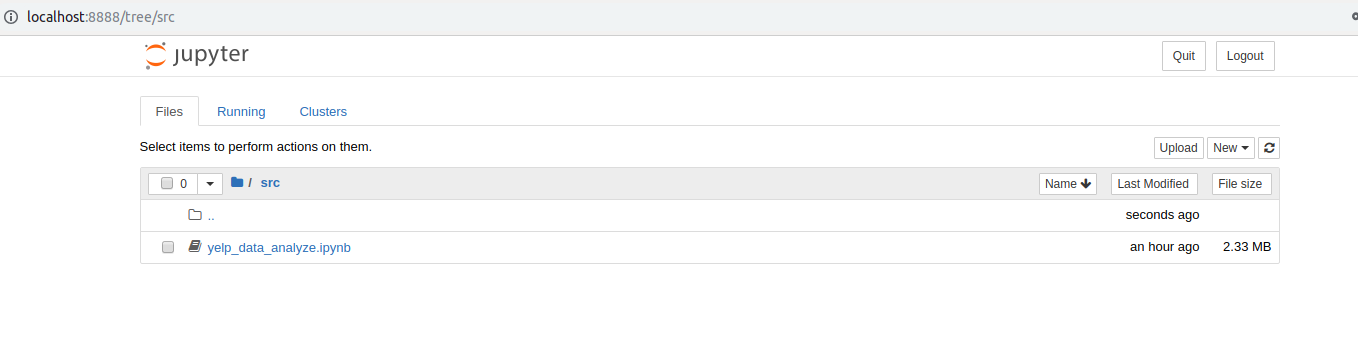 localhost:8888/tree/src
jupyter Quit Logout
Files Running Clusters
Select items to perform actions on them. Upload New
0 / src Name Last Modified File size
.. seconds ago
yelp_data_analyze.ipynb an hour ago 2.33 MB